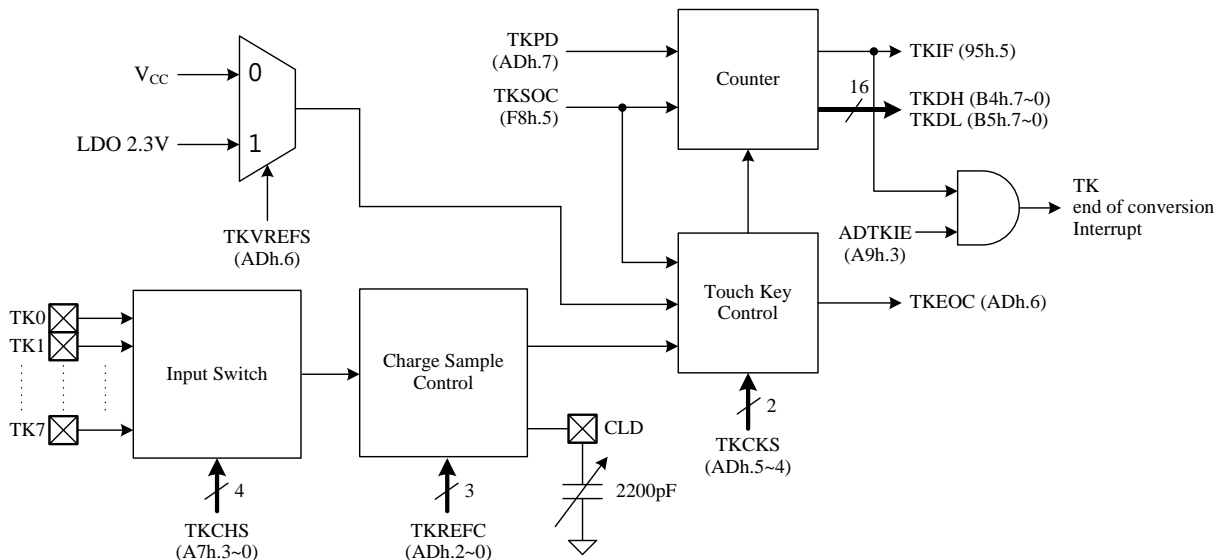 TKPD
(ADh.7)
TKSOC
(F8h.5)
Counter
TKIF (95h.5)
16
TKDH (B4h.7~0)
TKDL (B5h.7~0)
VCC
0
LDO 2.3V
1
TKVREFS
(ADh.6)
ADTKIE
(A9h.3)
TK
end of conversion
Interrupt
Touch Key
Control
TKEOC (ADh.6)
2
TKCKS
(ADh.5~4)
TK0
TK1
TK7
Input Switch
4
TKCHS
(A7h.3~0)
Charge Sample
Control
3
TKREFC
(ADh.2~0)
CLD
2200pF